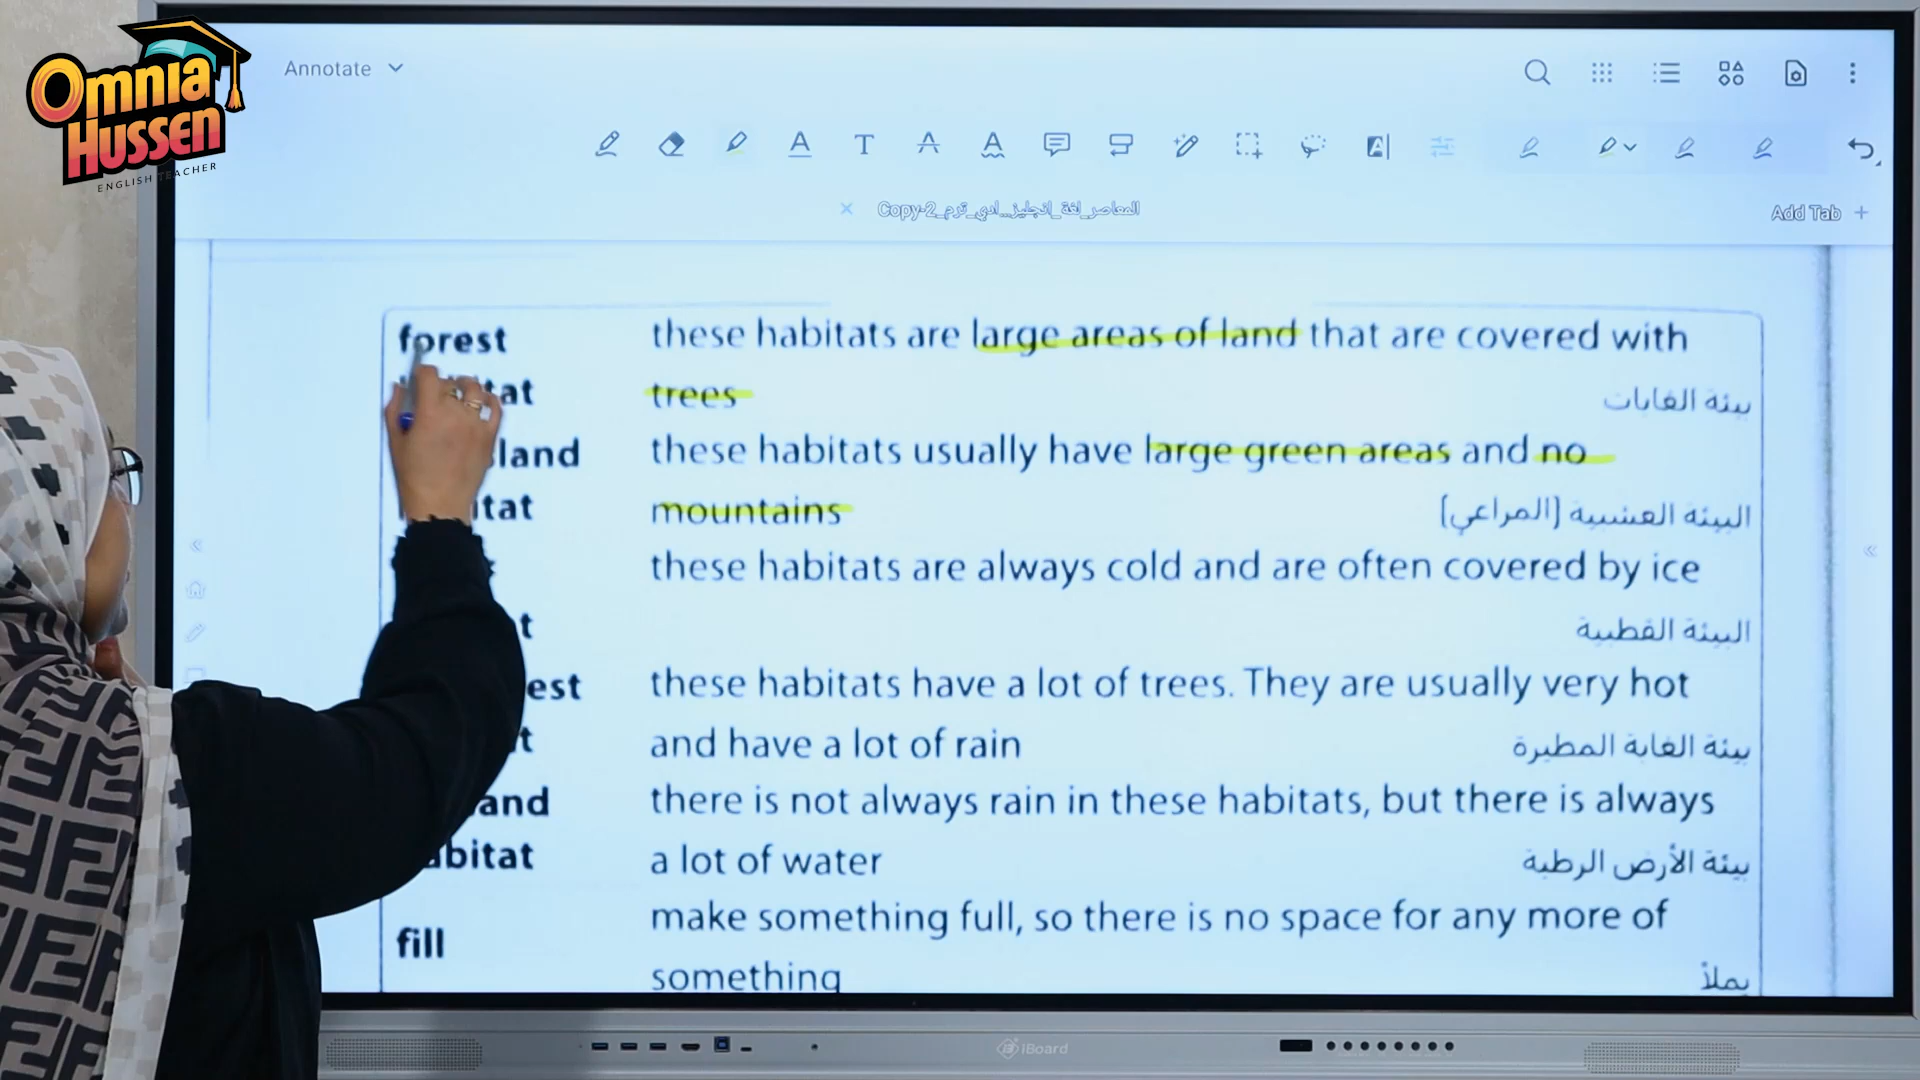 Omnia
Hussen
ENGLISH TEACHER
Annotate
Copy-2_المعاصر_لغة_انجليز...ادي_ترم
Add Tab
forest these habitats are large areas of land that are covered with
trees بيئة الغابات
land these habitats usually have large green areas and no
mountains البيئة العشبية (المراعي)
these habitats are always cold and are often covered by ice
البيئة القطبية
est these habitats have a lot of trees. They are usually very hot
and have a lot of rain بيئة الغابة المطيرة
and there is not always rain in these habitats, but there is always
abitat a lot of water بيئة الأرض الرطبة
fill make something full, so there is no space for any more of
something يملأ
iBoard